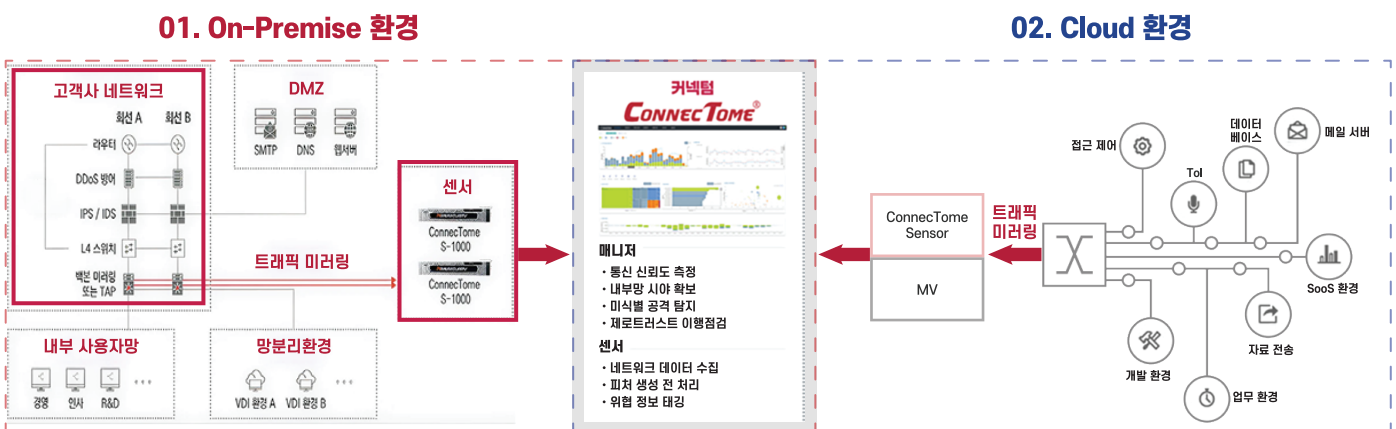 01. On-Premise 환경
02. Cloud 환경
고객사 네트워크
회선 A
회선 B
라우터
DDoS 방어
IPS / IDS
L4 스위치
백본 미러링
또는 TAP
DMZ
SMTP
DNS
웹서버
트래픽 미러링
센서
ConnecTome
S-1000
ConnecTome
S-1000
내부 사용자망
경영
인사
R&D
망분리환경
VDI 환경 A
VDI 환경 B
커넥텀
CONNECTOME®
매니저
· 통신 신뢰도 측정
· 내부망 시야 확보
· 미식별 공격 탐지
· 제로트러스트 이행점검
센서
· 네트워크 데이터 수집
· 피처 생성 전 처리
· 위협 정보 태깅
ConnecTome
Sensor
MV
트래픽
미러링
접근 제어
Tol
데이터
베이스
메일 서버
SooS 환경
자료 전송
업무 환경
개발 환경